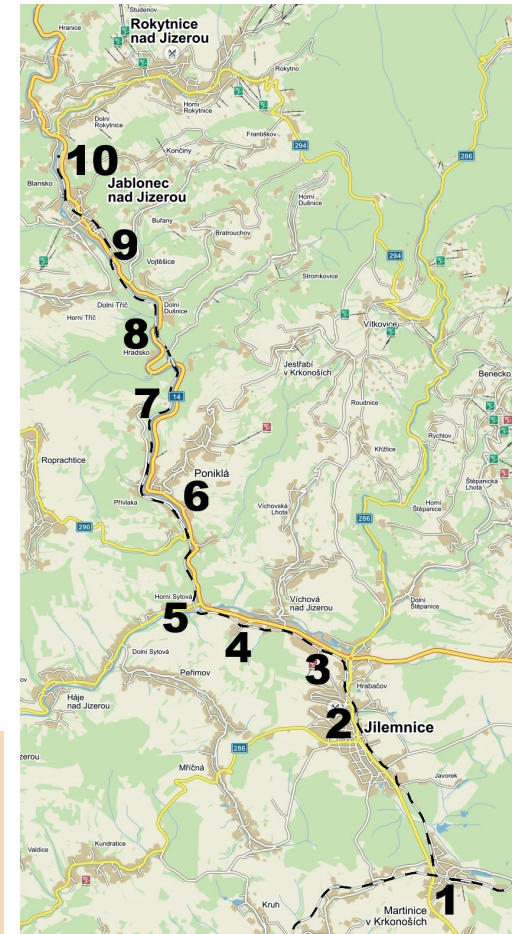 Studenov
Hranice
Rokytnice
nad Jizerou
Rokytno
Horní
Rokytnice
Dolní
Rokytnice
Františkov
294
286
Končiny
10
Blansko
Jablonec
nad Jizerou
Horní
Dušnice
Buřany
Bratrouchov
9
294
Vojtěšice
Stromkovice
Dolní Tříč
Dolní
Dušnice
Horní Tříč
Vítkovice
8
Hradsko
Jestřabí
v Krkonoších
Benecko
14
7
Roudnice
Rychlov
Křížlice
Roprachtice
Poniklá
Štěpanická
Lhota
6
Přívlaka
Víchovská
Lhota
Horní
Štěpanice
286
290
Horní Sytová
Víchová
nad Jizerou
Dolní
Štěpanice
5
4
Dolní Sytová
3
Peřimov
Hrabačov
Háje
nad Jizerou
2
Jilemnice
286
Mříčná
Javorek
Kundratice
Valdice
1
Kruh
Martinice
v Krkonoších